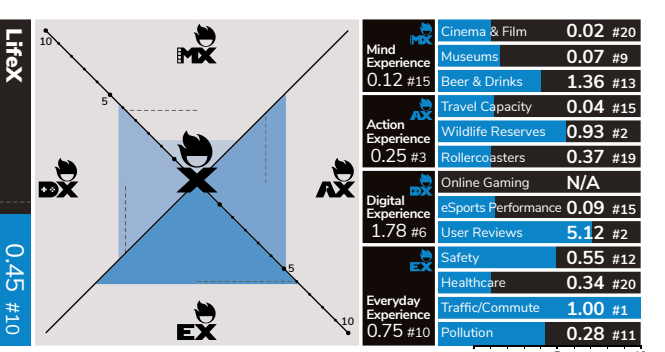 LifeX
0.45 #10
10
5
5
10
MX
DX
X
AX
EX
MX
Mind
Experience
0.12 #15
AX
Action
Experience
0.25 #3
DX
Digital
Experience
1.78 #6
EX
Everyday
Experience
0.75 #10
Cinema & Film 0.02 #20
Museums 0.07 #9
Beer & Drinks 1.36 #13
Travel Capacity 0.04 #15
Wildlife Reserves 0.93 #2
Rollercoasters 0.37 #19
Online Gaming N/A
eSports Performance 0.09 #15
User Reviews 5.12 #2
Safety 0.55 #12
Healthcare 0.34 #20
Traffic/Commute 1.00 #1
Pollution 0.28 #11